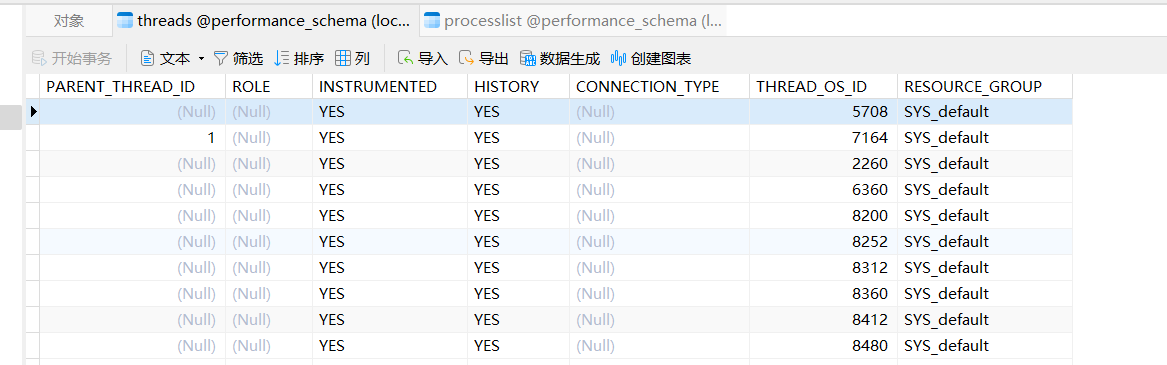 对象 threads @performance_schema (loc... processlist @performance_schema (l...
开始事务 文本 筛选 排序 列 导入 导出 数据生成 创建图表
PARENT_THREAD_ID ROLE INSTRUMENTED HISTORY CONNECTION_TYPE THREAD_OS_ID RESOURCE_GROUP
(Null) (Null) YES YES (Null) 5708 SYS_default
1 (Null) YES YES (Null) 7164 SYS_default
(Null) (Null) YES YES (Null) 2260 SYS_default
(Null) (Null) YES YES (Null) 6360 SYS_default
(Null) (Null) YES YES (Null) 8200 SYS_default
(Null) (Null) YES YES (Null) 8252 SYS_default
(Null) (Null) YES YES (Null) 8312 SYS_default
(Null) (Null) YES YES (Null) 8360 SYS_default
(Null) (Null) YES YES (Null) 8412 SYS_default
(Null) (Null) YES YES (Null) 8480 SYS_default